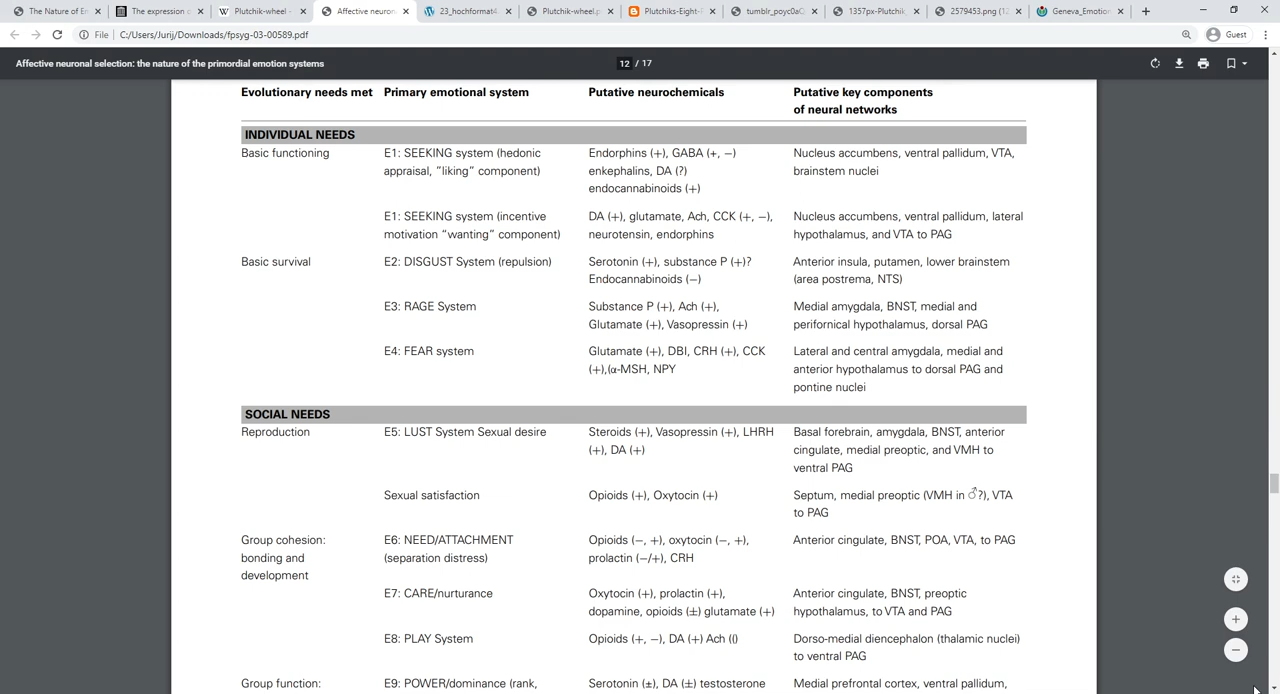 The Nature of Em
The expression o
Plutchik-wheel -
Affective neuron
23_hochformat4
Plutchik-wheel.p
Plutchiks-Eight-P
tumblr_poyc0aQ
1357px-Plutchik
2579453.png (12
Geneva_Emotion
File | C:/Users/Jurij/Downloads/fpsyg-03-00589.pdf
Guest
Affective neuronal selection: the nature of the primordial emotion systems
12 / 17
Evolutionary needs met Primary emotional system Putative neurochemicals Putative key components
of neural networks
INDIVIDUAL NEEDS
Basic functioning E1: SEEKING system (hedonic Endorphins (+), GABA (+, −) Nucleus accumbens, ventral pallidum, VTA,
appraisal, "liking" component) enkephalins, DA (?) brainstem nuclei
endocannabinoids (+)
E1: SEEKING system (incentive DA (+), glutamate, Ach, CCK (+, −), Nucleus accumbens, ventral pallidum, lateral
motivation "wanting" component) neurotensin, endorphins hypothalamus, and VTA to PAG
Basic survival E2: DISGUST System (repulsion) Serotonin (+), substance P (+)? Anterior insula, putamen, lower brainstem
Endocannabinoids (−) (area postrema, NTS)
E3: RAGE System Substance P (+), Ach (+), Medial amygdala, BNST, medial and
Glutamate (+), Vasopressin (+) perifornical hypothalamus, dorsal PAG
E4: FEAR system Glutamate (+), DBI, CRH (+), CCK Lateral and central amygdala, medial and
(+),(α-MSH, NPY anterior hypothalamus to dorsal PAG and
pontine nuclei
SOCIAL NEEDS
Reproduction E5: LUST System Sexual desire Steroids (+), Vasopressin (+), LHRH Basal forebrain, amygdala, BNST, anterior
(+), DA (+) cingulate, medial preoptic, and VMH to
ventral PAG
Sexual satisfaction Opioids (+), Oxytocin (+) Septum, medial preoptic (VMH in ♂?), VTA
to PAG
Group cohesion: E6: NEED/ATTACHMENT Opioids (−, +), oxytocin (−, +), Anterior cingulate, BNST, POA, VTA, to PAG
bonding and (separation distress) prolactin (−/+), CRH
development
E7: CARE/nurturance Oxytocin (+), prolactin (+), Anterior cingulate, BNST, preoptic
dopamine, opioids (±) glutamate (+) hypothalamus, to VTA and PAG
E8: PLAY System Opioids (+, −), DA (+) Ach (() Dorso-medial diencephalon (thalamic nuclei)
to ventral PAG
Group function: E9: POWER/dominance (rank, Serotonin (±), DA (±) testosterone Medial prefrontal cortex, ventral pallidum,